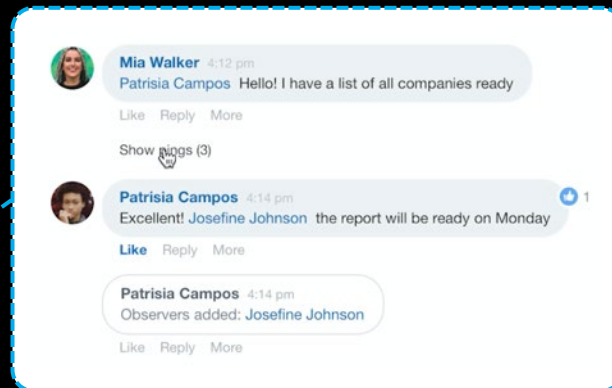 Mia Walker 4:12 pm
Patrisia Campos Hello! I have a list of all companies ready
Like Reply More
Show pings (3)
Patrisia Campos 4:14 pm
1
Excellent! Josefine Johnson the report will be ready on Monday
Like Reply More
Patrisia Campos 4:14 pm
Observers added: Josefine Johnson
Like Reply More